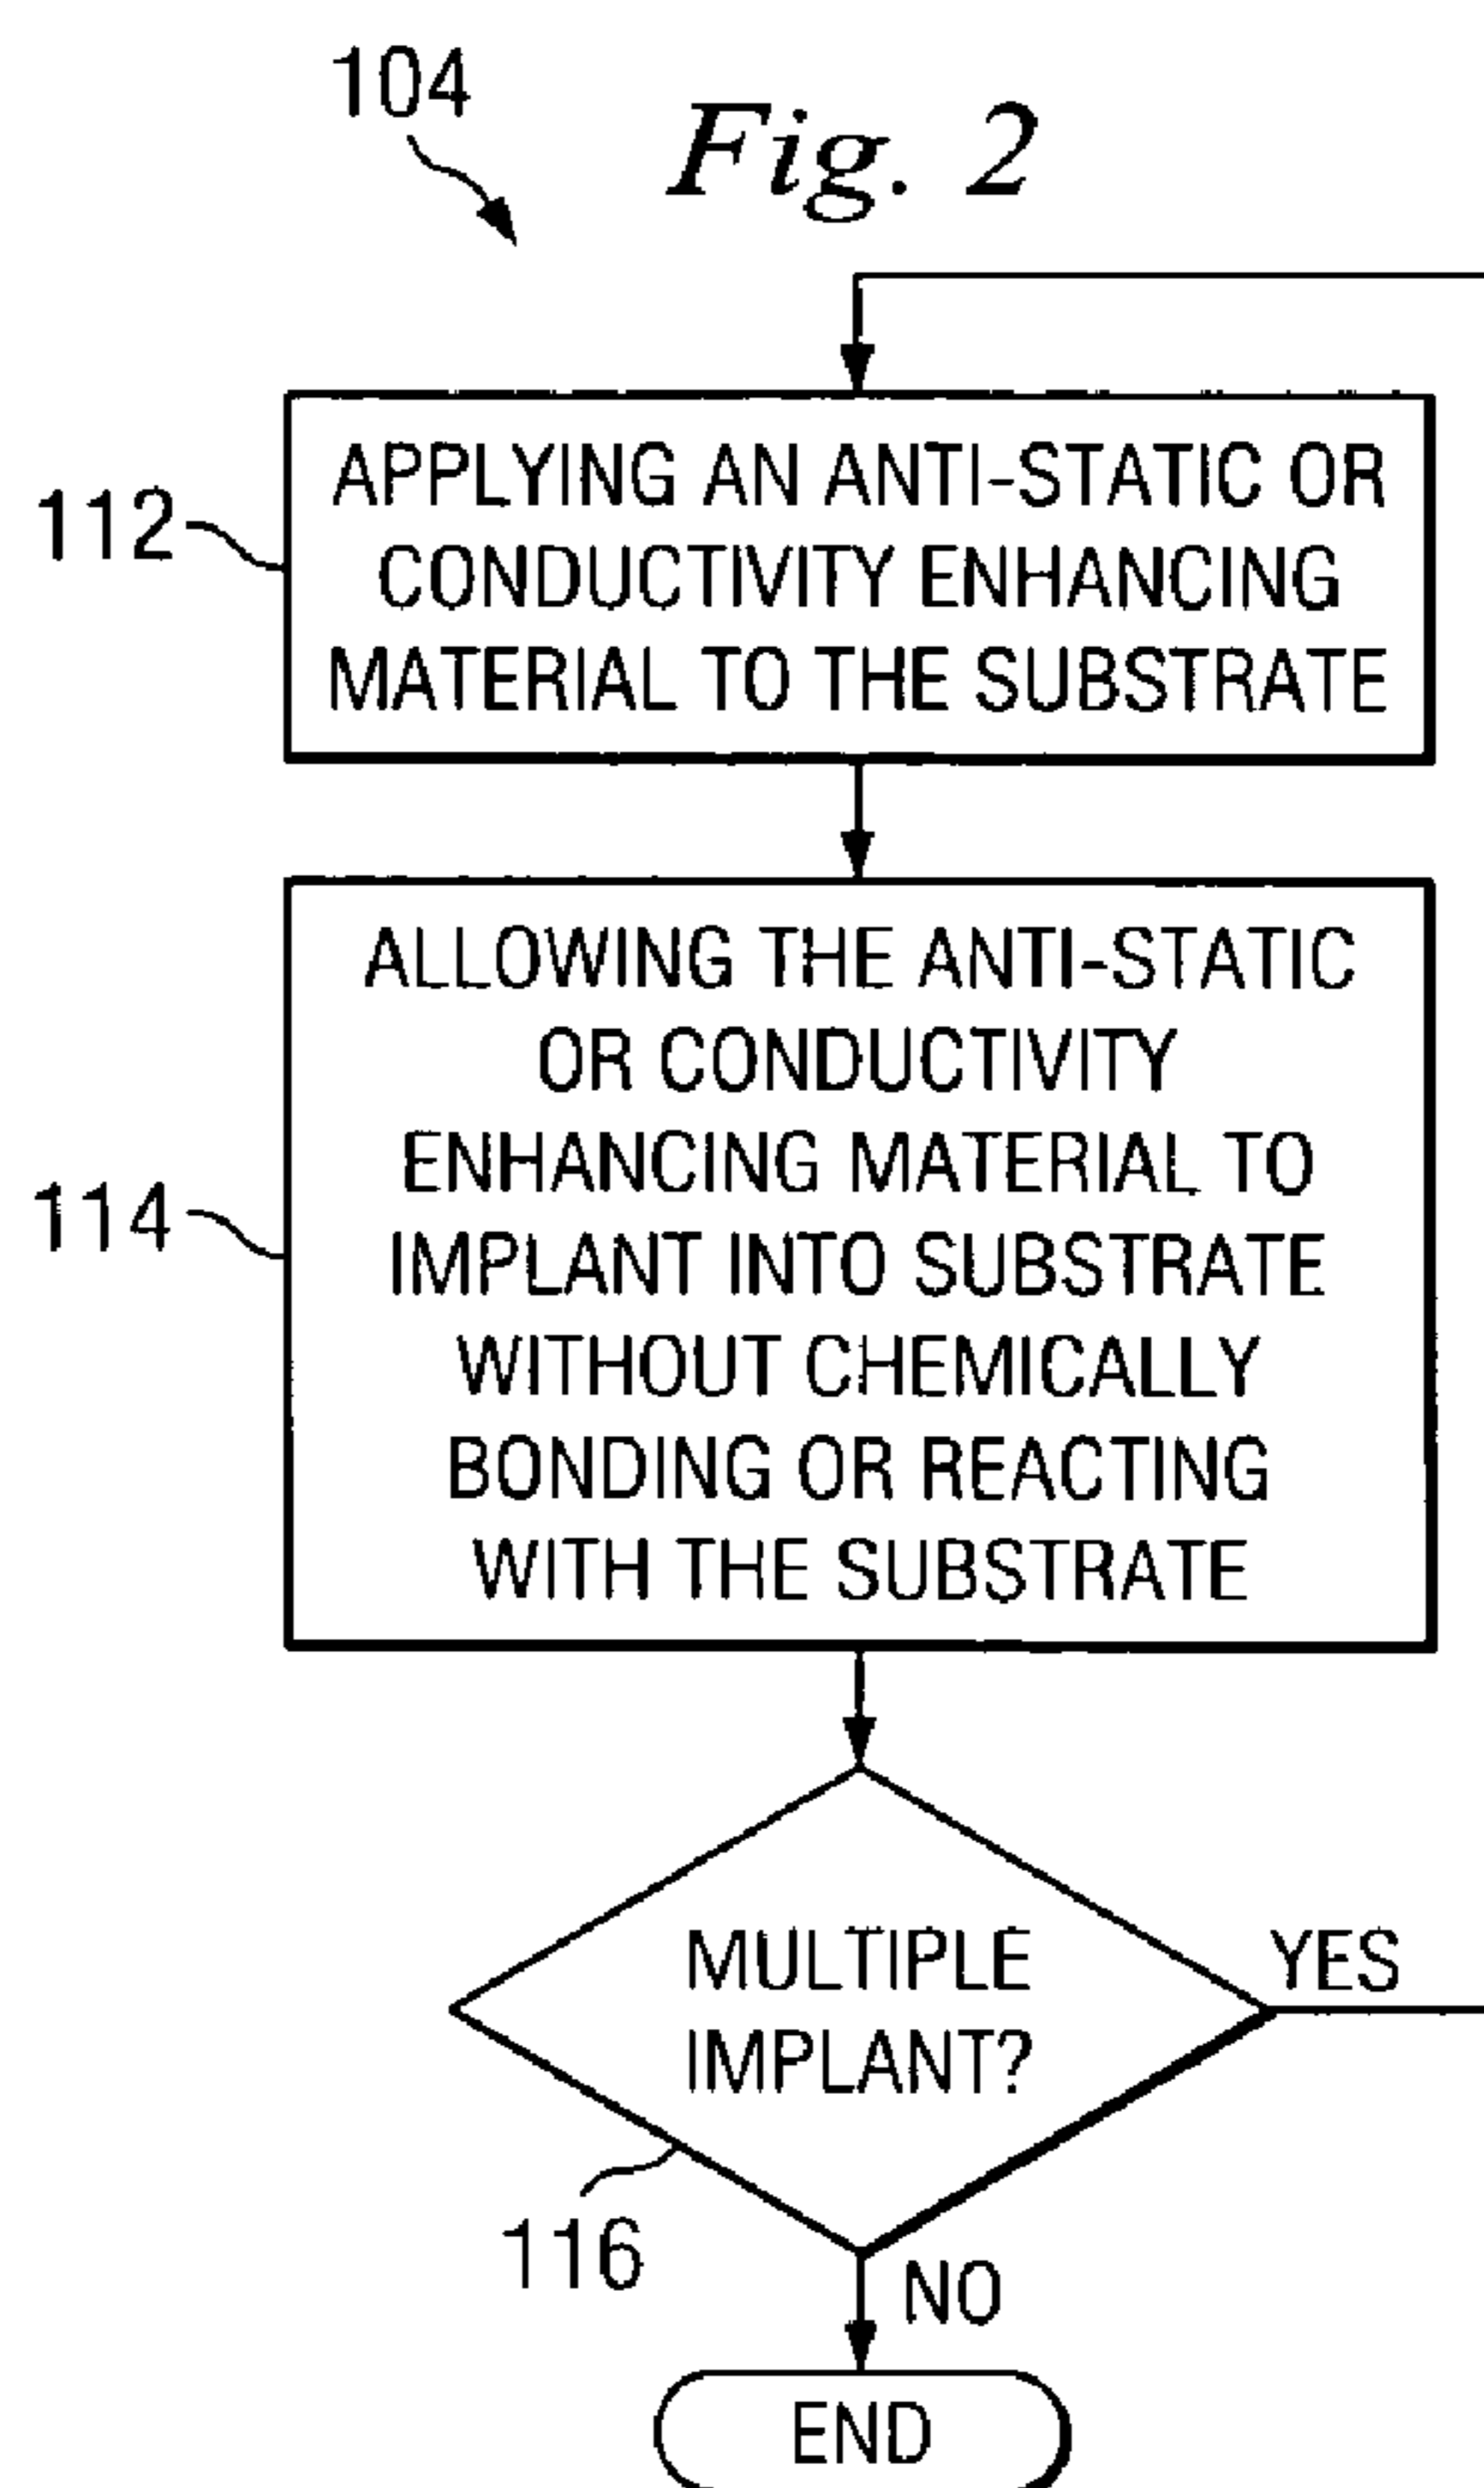 104
Fig. 2
112
APPLYING AN ANTI-STATIC OR
CONDUCTIVITY ENHANCING
MATERIAL TO THE SUBSTRATE
114
ALLOWING THE ANTI-STATIC
OR CONDUCTIVITY
ENHANCING MATERIAL TO
IMPLANT INTO SUBSTRATE
WITHOUT CHEMICALLY
BONDING OR REACTING
WITH THE SUBSTRATE
MULTIPLE
IMPLANT?
YES
116
NO
END